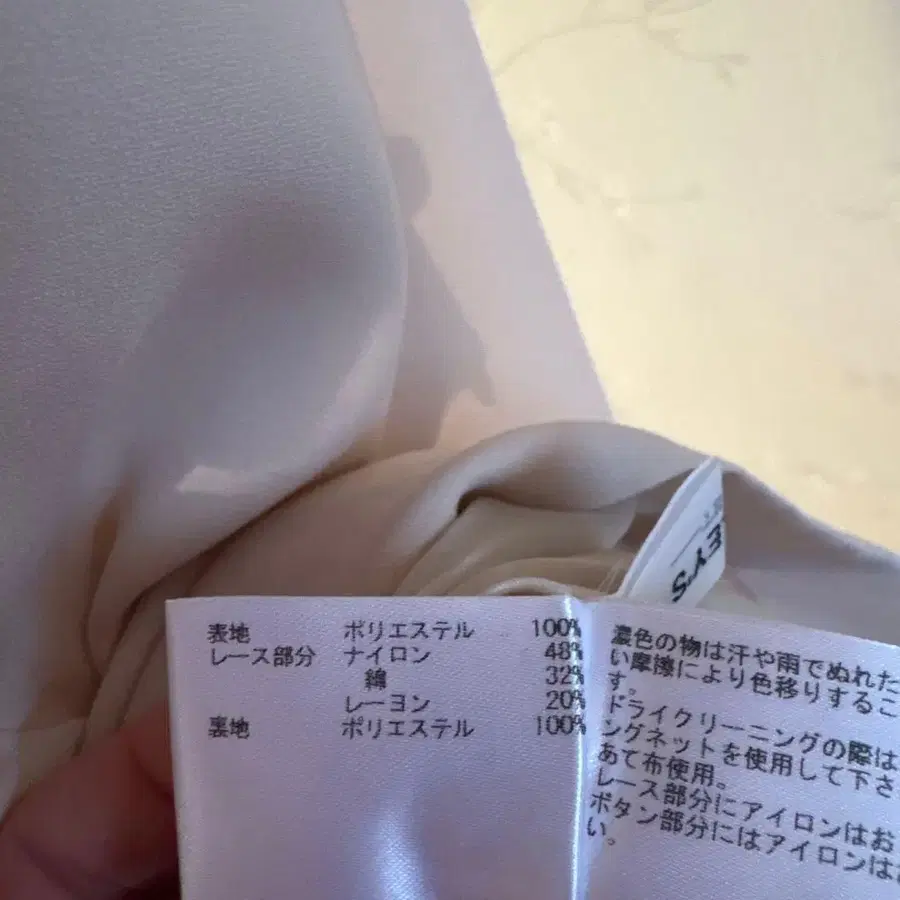 EY'S
表地 ポリエステル 100%
レース部分 ナイロン 48%
綿 32%
レーヨン 20%
裏地 ポリエステル 100%
濃色の物は汗や雨でぬれた
い摩擦により色移りするこ
す。
ドライクリーニングの際は
ングネットを使用して下さ
あて布使用。
レース部分にアイロンはお
ボタン部分にはアイロンは
い。